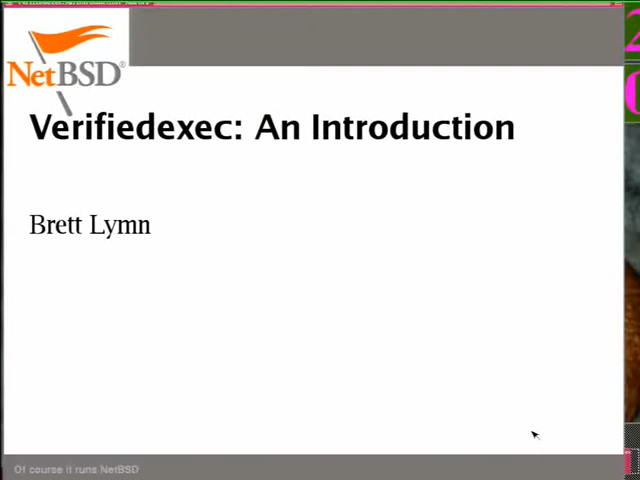 NetBSD®
Verifiedexec: An Introduction
Brett Lymn
Of course it runs NetBSD